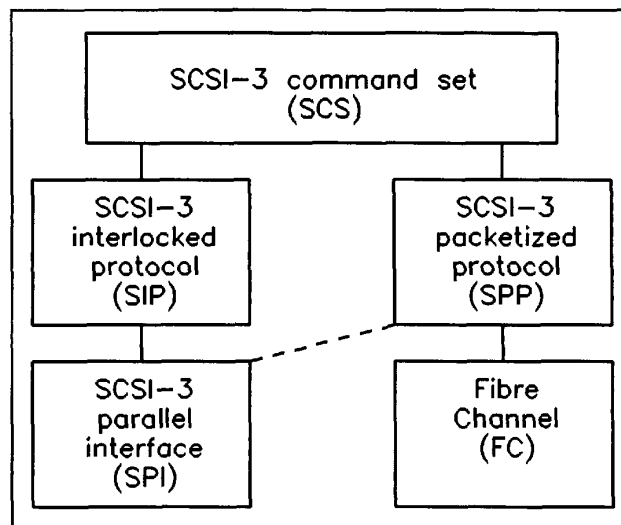 SCSI-3 command set
(SCS)
SCSI-3
interlocked
protocol
(SIP)
SCSI-3
packetized
protocol
(SPP)
SCSI-3
parallel
interface
(SPI)
Fibre
Channel
(FC)